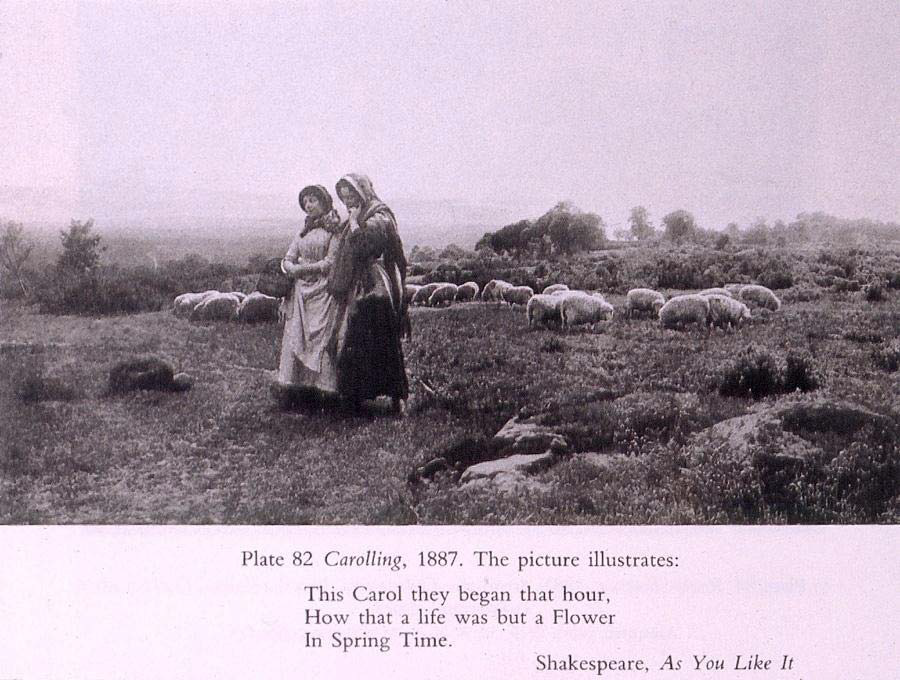 Plate 82 Carolling, 1887. The picture illustrates:
This Carol they began that hour,
How that a life was but a Flower
In Spring Time.
Shakespeare, As You Like It